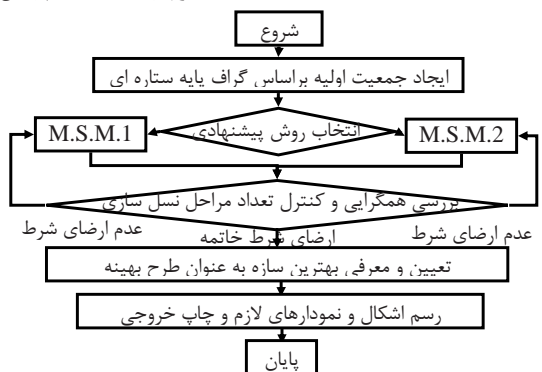 شروع
ایجاد جمعیت اولیه براساس گراف پایه ستاره ای
انتخاب روش پیشنهادی
M.S.M.1
M.S.M.2
بررسی همگرایی و کنترل تعداد مراحل نسل سازی
عدم ارضای شرط
ارضای شرط خاتمه
عدم ارضای شرط
تعیین و معرفی بهترین سازه به عنوان طرح بهینه
رسم اشکال و نمودارهای لازم و چاپ خروجی
پایان